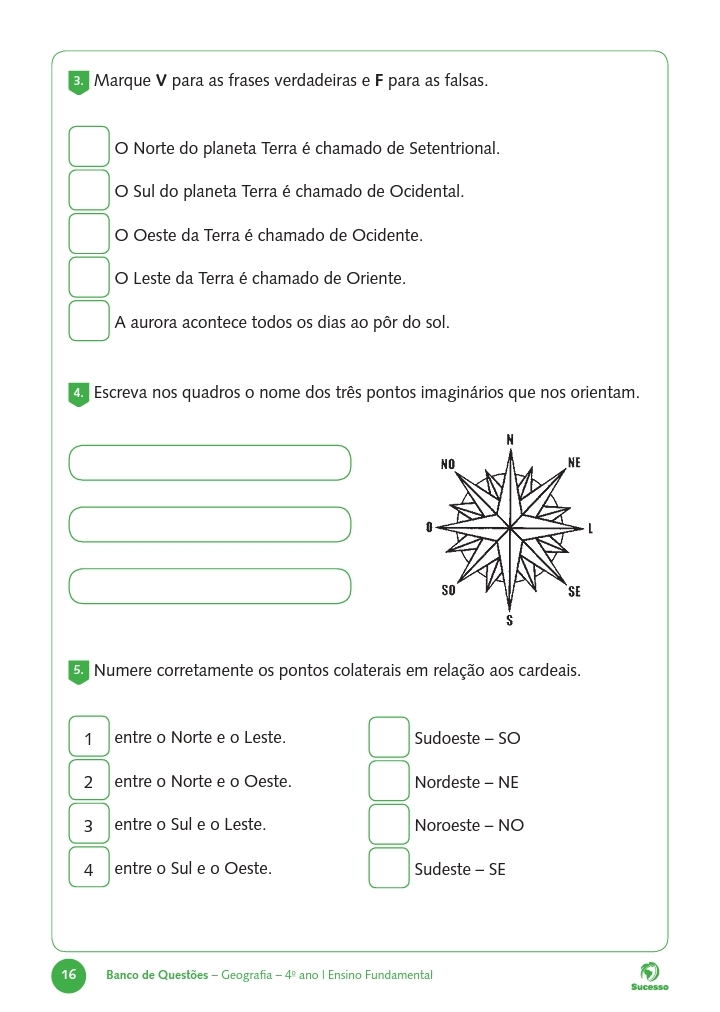 3. Marque V para as frases verdadeiras e F para as falsas.
O Norte do planeta Terra é chamado de Setentrional.
O Sul do planeta Terra é chamado de Ocidental.
O Oeste da Terra é chamado de Ocidente.
O Leste da Terra é chamado de Oriente.
A aurora acontece todos os dias ao pôr do sol.
4. Escreva nos quadros o nome dos três pontos imaginários que nos orientam.
N
NO NE
O L
SO SE
S
5. Numere corretamente os pontos colaterais em relação aos cardeais.
1 entre o Norte e o Leste. Sudoeste – SO
2 entre o Norte e o Oeste. Nordeste – NE
3 entre o Sul e o Leste. Noroeste – NO
4 entre o Sul e o Oeste. Sudeste – SE
16 Banco de Questões – Geografia – 4º ano | Ensino Fundamental
Sucesso